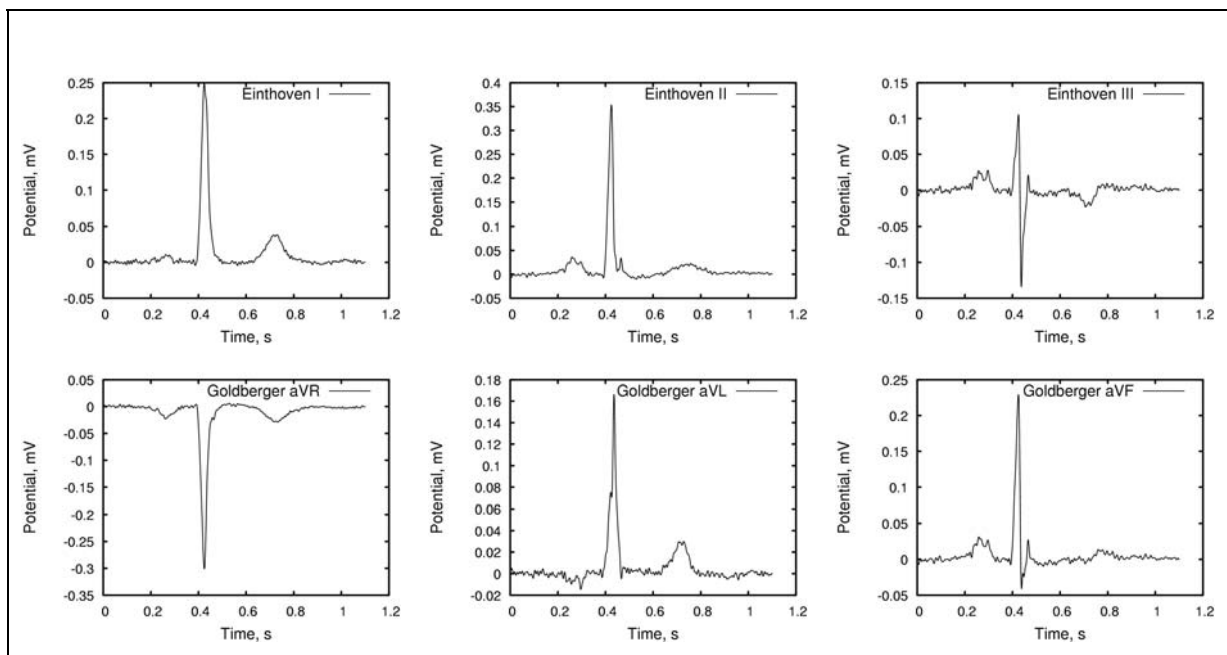 Einthoven I
0.25
0.2
0.15
0.1
0.05
0
-0.05
Potential, mV
0 0.2 0.4 0.6 0.8 1 1.2
Time, s
Einthoven II
0.4
0.35
0.3
0.25
0.2
0.15
0.1
0.05
0
-0.05
Potential, mV
0 0.2 0.4 0.6 0.8 1 1.2
Time, s
Einthoven III
0.15
0.1
0.05
0
-0.05
-0.1
-0.15
Potential, mV
0 0.2 0.4 0.6 0.8 1 1.2
Time, s
Goldberger aVR
0.05
0
-0.05
-0.1
-0.15
-0.2
-0.25
-0.3
-0.35
Potential, mV
0 0.2 0.4 0.6 0.8 1 1.2
Time, s
Goldberger aVL
0.18
0.16
0.14
0.12
0.1
0.08
0.06
0.04
0.02
0
-0.02
Potential, mV
0 0.2 0.4 0.6 0.8 1 1.2
Time, s
Goldberger aVF
0.25
0.2
0.15
0.1
0.05
0
-0.05
Potential, mV
0 0.2 0.4 0.6 0.8 1 1.2
Time, s